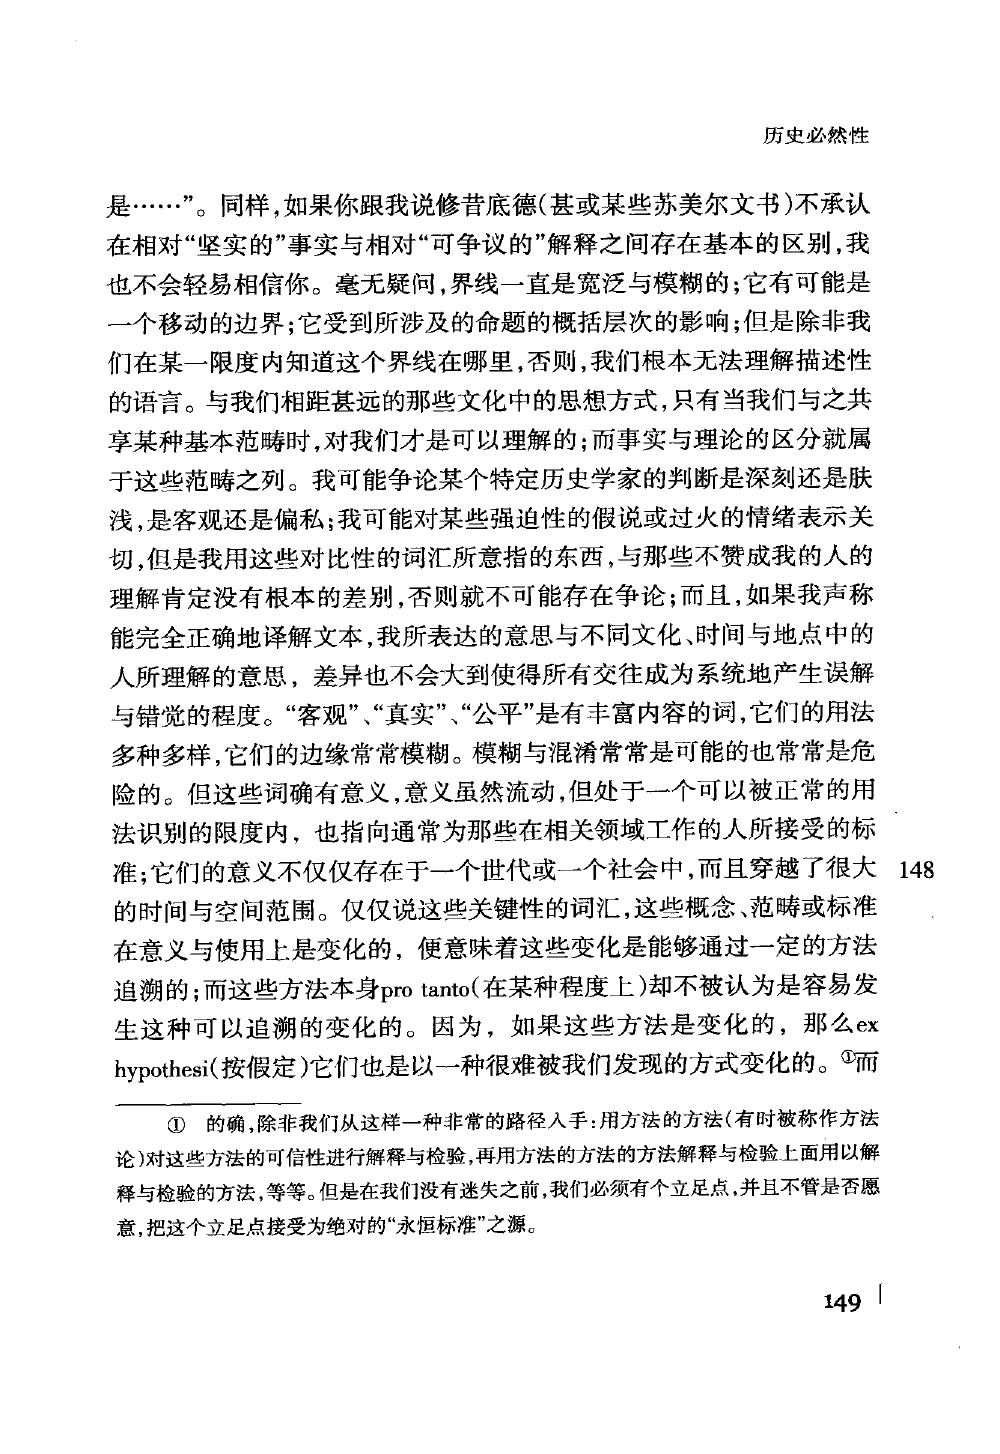 历史必然性
是……”。同样,如果你跟我说修昔底德(甚或某些苏美尔文书)不承认
在相对“坚实的”事实与相对“可争议的”解释之间存在基本的区别,我
也不会轻易相信你。毫无疑问,界线一直是宽泛与模糊的;它有可能是
一个移动的边界;它受到所涉及的命题的概括层次的影响;但是除非我
们在某一限度内知道这个界线在哪里,否则,我们根本无法理解描述性
的语言。与我们相距甚远的那些文化中的思想方式,只有当我们与之共
享某种基本范畴时,对我们才是可以理解的;而事实与理论的区分就属
于这些范畴之列。我可能争论某个特定历史学家的判断是深刻还是肤
浅,是客观还是偏私;我可能对某些强迫性的假说或过火的情绪表示关
切,但是我用这些对比性的词汇所意指的东西,与那些不赞成我的人的
理解肯定没有根本的差别,否则就不可能存在争论;而且,如果我声称
能完全正确地译解文本,我所表达的意思与不同文化、时间与地点中的
人所理解的意思，差异也不会大到使得所有交往成为系统地产生误解
与错觉的程度。“客观”、“真实”、“公平”是有丰富内容的词,它们的用法
多种多样,它们的边缘常常模糊。模糊与混淆常常是可能的也常常是危
险的。但这些词确有意义,意义虽然流动,但处于一个可以被正常的用
法识别的限度内，也指向通常为那些在相关领域工作的人所接受的标
准;它们的意义不仅仅存在于一个世代或一个社会中,而且穿越了很大 148
的时间与空间范围。仅仅说这些关键性的词汇,这些概念、范畴或标准
在意义与使用上是变化的，便意味着这些变化是能够通过一定的方法
追溯的;而这些方法本身pro tanto(在某种程度上)却不被认为是容易发
生这种可以追溯的变化的。因为，如果这些方法是变化的，那么ex
hypothesi(按假定)它们也是以一种很难被我们发现的方式变化的。①而
① 的确,除非我们从这样一种非常的路径入手:用方法的方法(有时被称作方法
论)对这些方法的可信性进行解释与检验,再用方法的方法的方法解释与检验上面用以解
释与检验的方法,等等。但是在我们没有迷失之前,我们必须有个立足点,并且不管是否愿
意,把这个立足点接受为绝对的“永恒标准”之源。
149